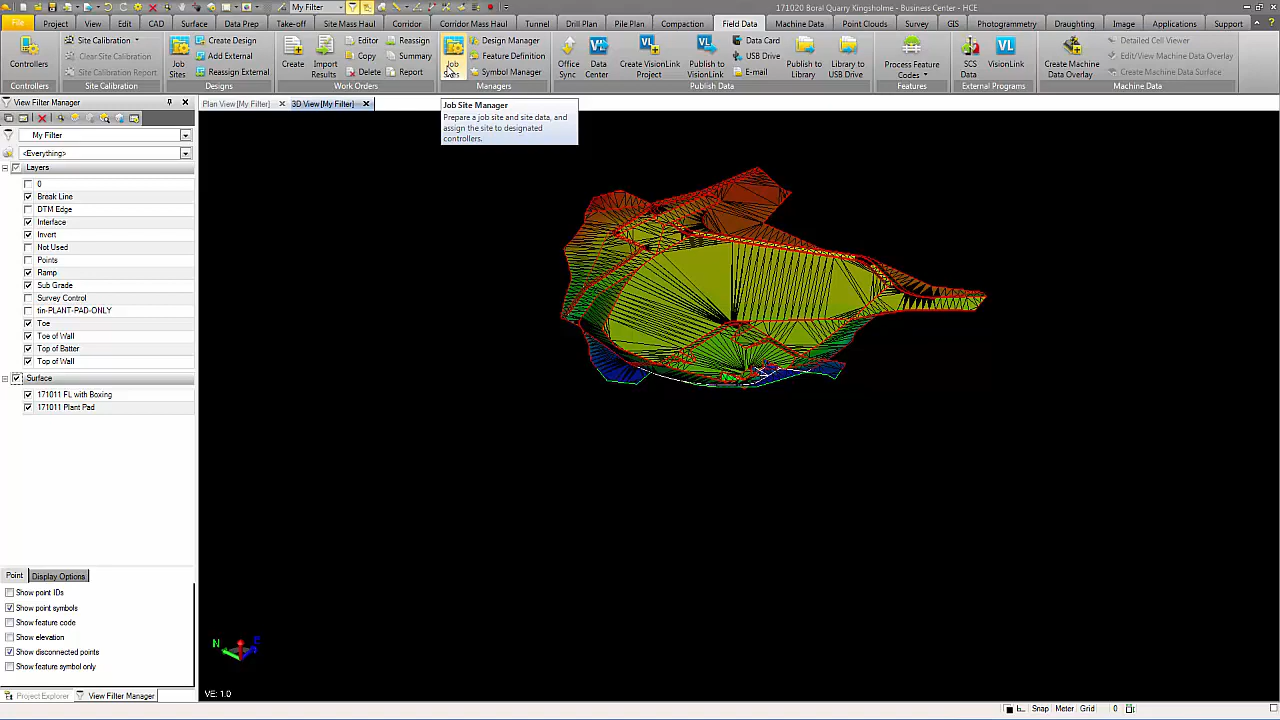 My Filter
171020 Boral Quarry Kingsholme - Business Center - HCE
File Project View Edit CAD Surface Data Prep Take-off Site Mass Haul Corridor Corridor Mass Haul Tunnel Drill Plan Pile Plan Compaction Field Data Machine Data Point Clouds Survey GIS Photogrammetry Draughting Image Applications Support
Controllers
Site Calibration
Clear Site Calibration
Site Calibration Report
Job Sites
Create Design
Grid External
Reassign External
Create
Import Results
Editor
Copy
Delete
Reassign
Summary
Report
Job Sites
Design Manager
Feature Definition
Symbol Manager
Office Sync
Data Center
Create VisionLink Project
Publish to VisionLink
Data Card
USB Drive
E-mail
Publish to Library
Library to USB Drive
Process Feature Codes
SCS Data
VisionLink
Create Machine Data Overlay
Detailed Cell Viewer
Edit/View Machine Data Overlay
Create Machine Data Surface
Controllers Site Calibration Designs Work Orders Managers Publish Data Features External Programs Machine Data
View Filter Manager
Plan View[My Filter]
3D View[My Filter]
Job Site Manager
Prepare a job site and site data, and
assign the site to designated
controllers.
My Filter
<Everything>
Layers
0
Break Line
DTM Edge
Interface
Invert
Not Used
Points
Ramp
Sub Grade
Survey Control
tin-PLANT-PAD-ONLY
Toe
Toe of Wall
Top of Batter
Top of Wall
Surface
171011 FL with Boxing
171011 Plant Pad
Point Display Options
Show point IDs
Show point symbols
Show feature code
Show elevation
Show disconnected points
Show feature symbol only
N
E
VE: 1.0
Project Explorer View Filter Manager
Snap Meter Grid 0